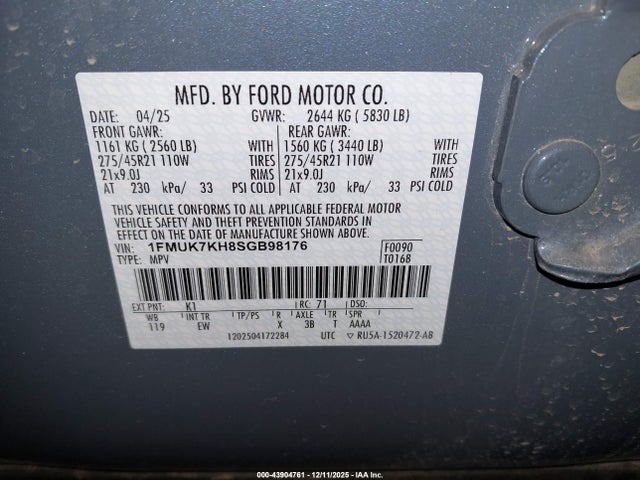 MFD. BY FORD MOTOR CO.
DATE: 04/25 GVWR: 2644 KG ( 5830 LB)
FRONT GAWR: REAR GAWR:
1161 KG ( 2560 LB) WITH 1560 KG ( 3440 LB) WITH
275/45R21 110W TIRES 275/45R21 110W TIRES
21x9.0J RIMS 21x9.0J RIMS
AT 230 kPa/ 33 PSI COLD AT 230 kPa/ 33 PSI COLD
THIS VEHICLE CONFORMS TO ALL APPLICABLE FEDERAL MOTOR
VEHICLE SAFETY AND THEFT PREVENTION STANDARDS IN
EFFECT ON THE DATE OF MANUFACTURE SHOWN ABOVE.
VIN: 1FMUK7KH8SGB98176 F0090
TYPE: MPV T0168
EXT PNT: K1 RC: 71 DSO:
WB INT TR TP/PS R AXLE TR SPR
119 EW X 3B T AAAA
1202504172284 UTC ▽ RU5A-1520472-AB
000-43904761 - 12/11/2025 - IAA Inc.